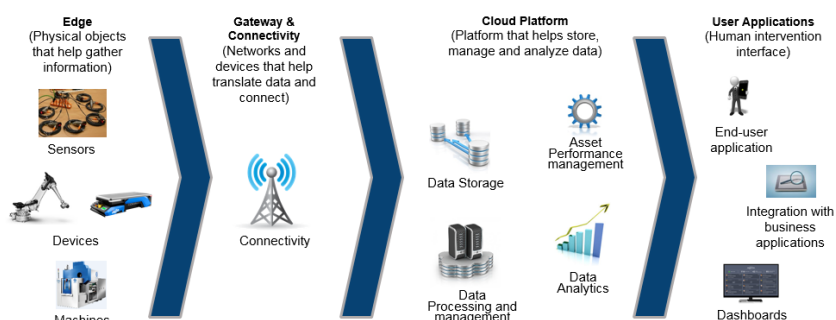 Edge
(Physical objects
that help gather
information)
Sensors
Devices
Machines
Gateway &
Connectivity
(Networks and
devices that help
translate data and
connect)
Connectivity
Cloud Platform
(Platform that helps store,
manage and analyze data)
Data Storage
Asset
Performance
management
Data
Processing and
management
Data
Analytics
User Applications
(Human intervention
interface)
End-user
application
Integration with
business
applications
Dashboards